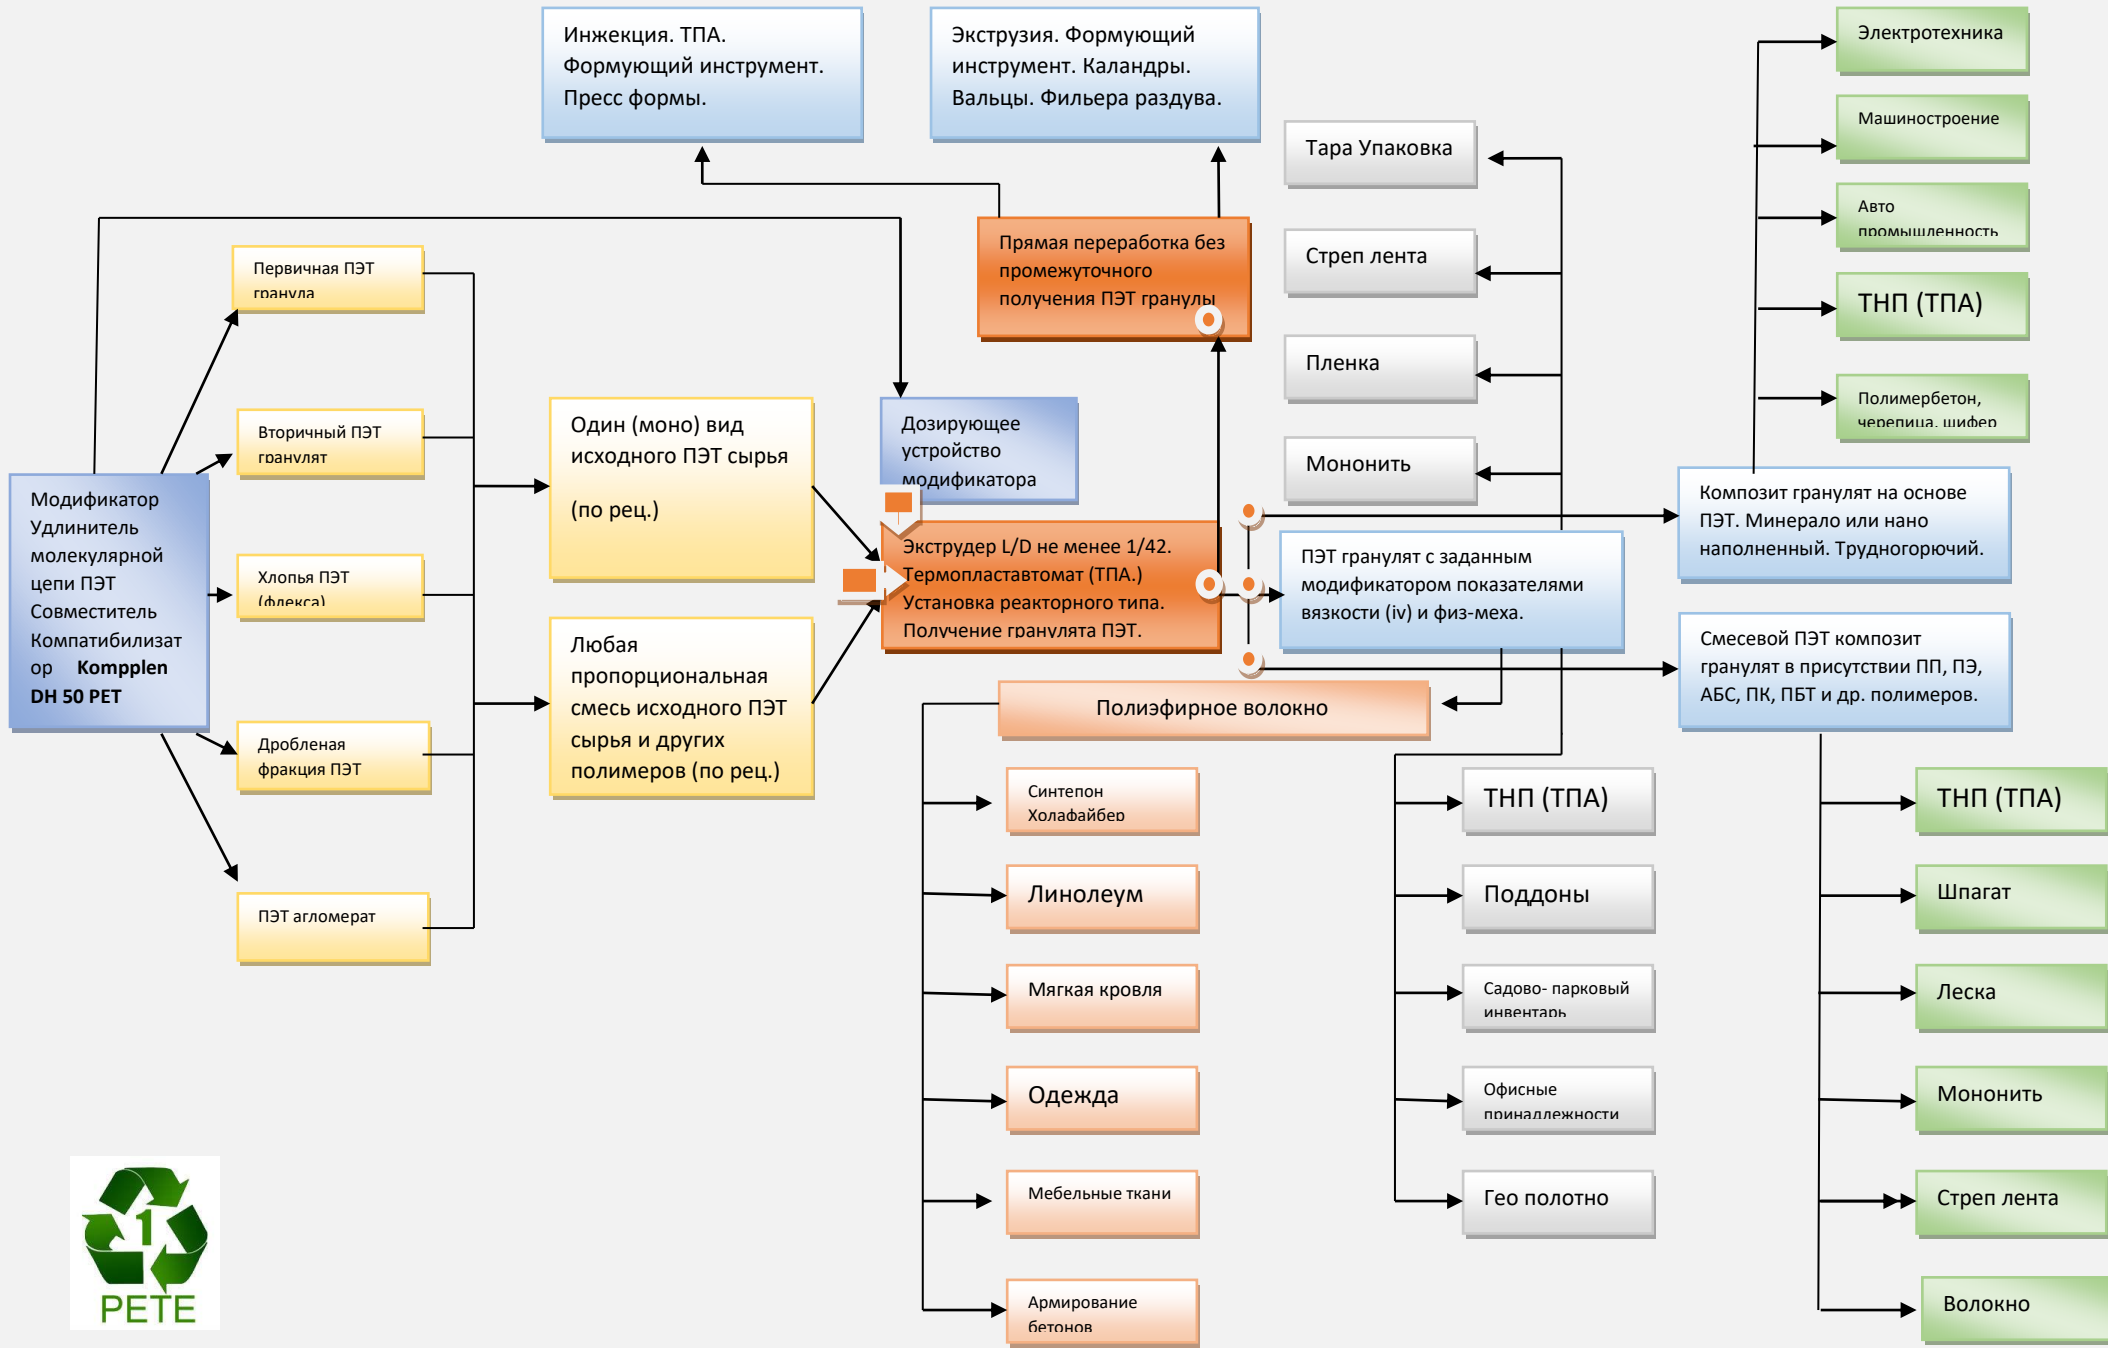 Инжекция. ТПА.
Формующий инструмент.
Пресс формы.
Экструзия. Формующий
инструмент. Каландры.
Вальцы. Фильера раздува.
Электротехника
Машиностроение
Авто
промышленность
ТНП (ТПА)
Полимербетон,
черепица, шифер
Тара Упаковка
Стреп лента
Пленка
Мононить
Прямая переработка без
промежуточного
получения ПЭТ гранулы
Первичная ПЭТ
гранула
Вторичный ПЭТ
гранулят
Хлопья ПЭТ
(флекса)
Дробленая
фракция ПЭТ
ПЭТ агломерат
Модификатор
Удлинитель
молекулярной
цепи ПЭТ
Совместитель
Компатибилизат
ор Kompplen
DH 50 PET
Один (моно) вид
исходного ПЭТ сырья
(по рец.)
Любая
пропорциональная
смесь исходного ПЭТ
сырья и других
полимеров (по рец.)
Дозирующее
устройство
модификатора
Экструдер L/D не менее 1/42.
Термопластавтомат (ТПА.)
Установка реакторного типа.
Получение гранулята ПЭТ.
ПЭТ гранулят с заданным
модификатором показателями
вязкости (iv) и физ-меха.
Композит гранулят на основе
ПЭТ. Минерало или нано
наполненный. Трудногорючий.
Смесевой ПЭТ композит
гранулят в присутствии ПП, ПЭ,
АБС, ПК, ПБТ и др. полимеров.
Полиэфирное волокно
Синтепон
Холафайбер
Линолеум
Мягкая кровля
Одежда
Мебельные ткани
Армирование
бетонов
ТНП (ТПА)
Поддоны
Садово- парковый
инвентарь
Офисные
принадлежности
Гео полотно
ТНП (ТПА)
Шпагат
Леска
Мононить
Стреп лента
Волокно
1
PETE